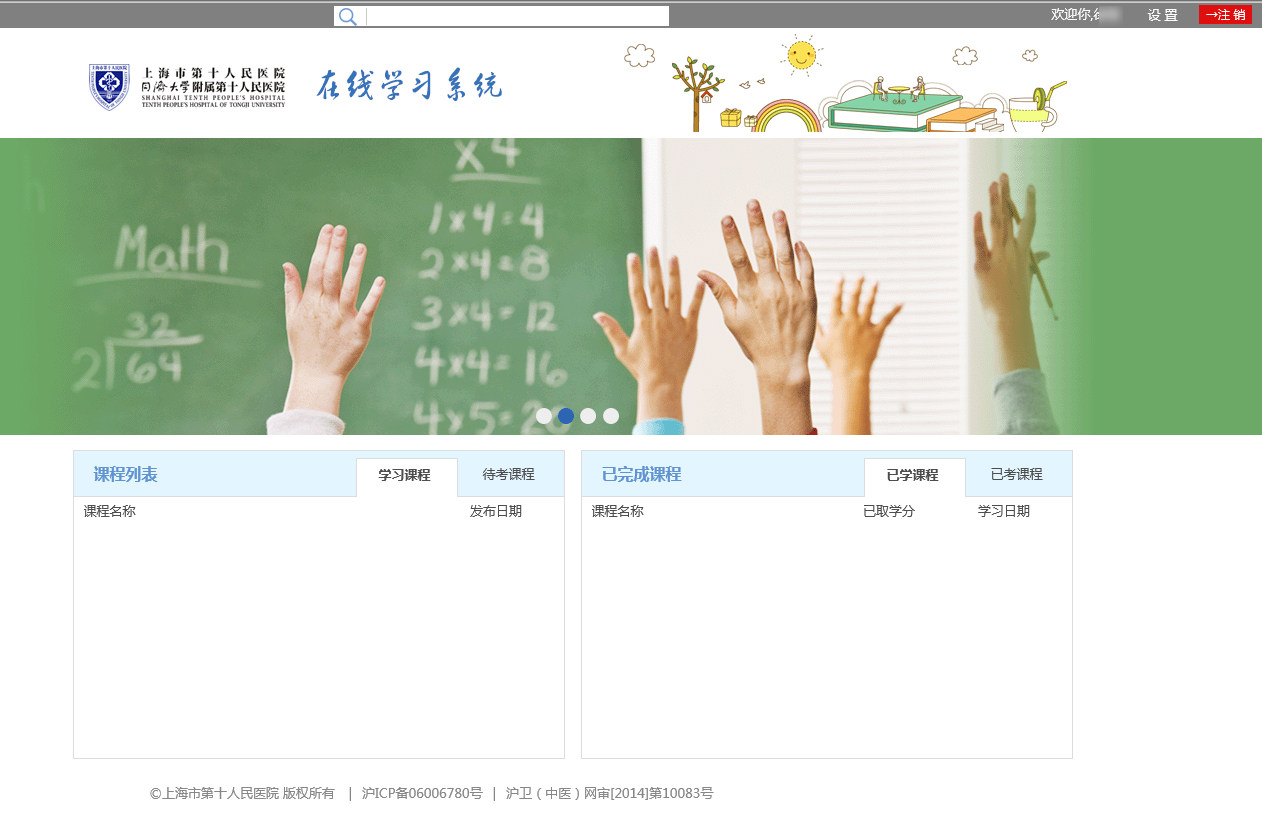 欢迎你,
设 置
→注 销
上海市第十人民医院
同济大学附属第十人民医院
SHANGHAI TENTH PEOPLE'S HOSPITAL
TENTH PEOPLE'S HOSPITAL OF TONGJI UNIVERSITY
在线学习系统
x 4
Math
1x4=4
2x4=8
32
3x4=12
2 64
4x4=16
4x5=20
课程列表
学习课程
待考课程
课程名称
发布日期
已完成课程
已学课程
已考课程
课程名称
已取学分
学习日期
©上海市第十人民医院 版权所有 | 沪ICP备06006780号 | 沪卫(中医)网审[2014]第10083号